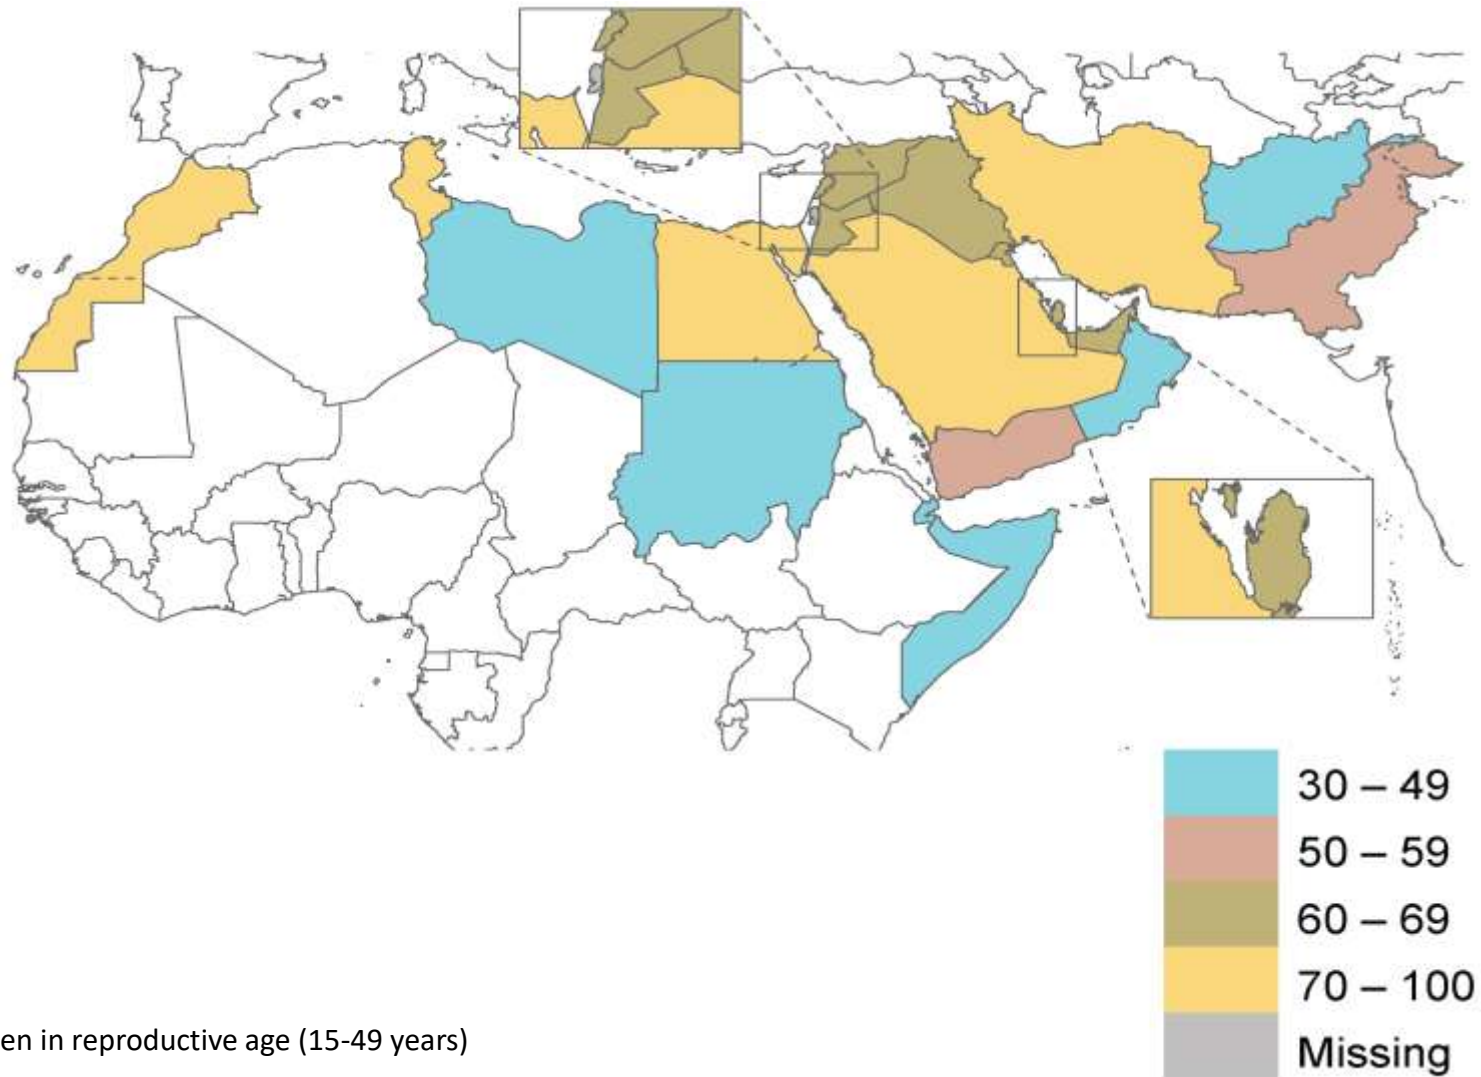 30 – 49
50 – 59
60 – 69
70 – 100
Missing
en in reproductive age (15-49 years)